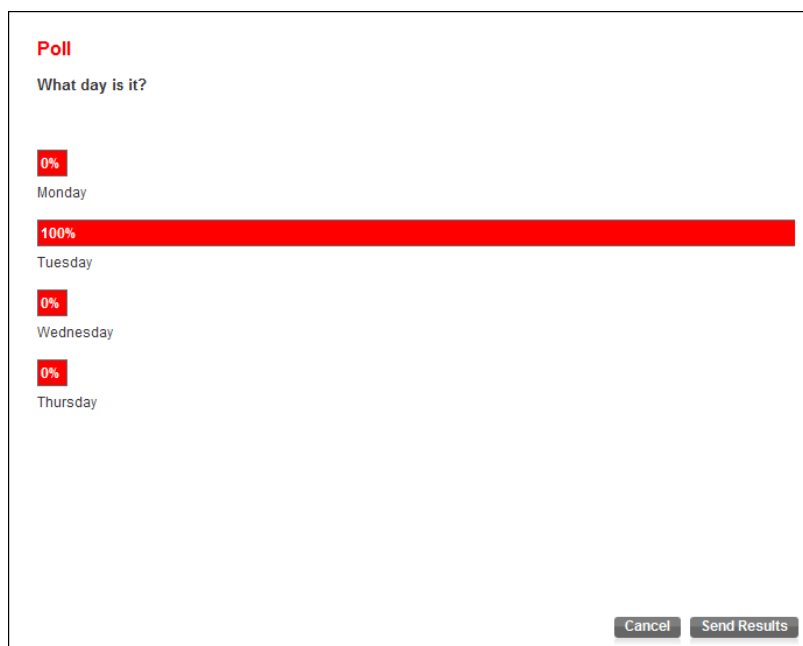 Poll
What day is it?
0%
Monday
100%
Tuesday
0%
Wednesday
0%
Thursday
Cancel Send Results